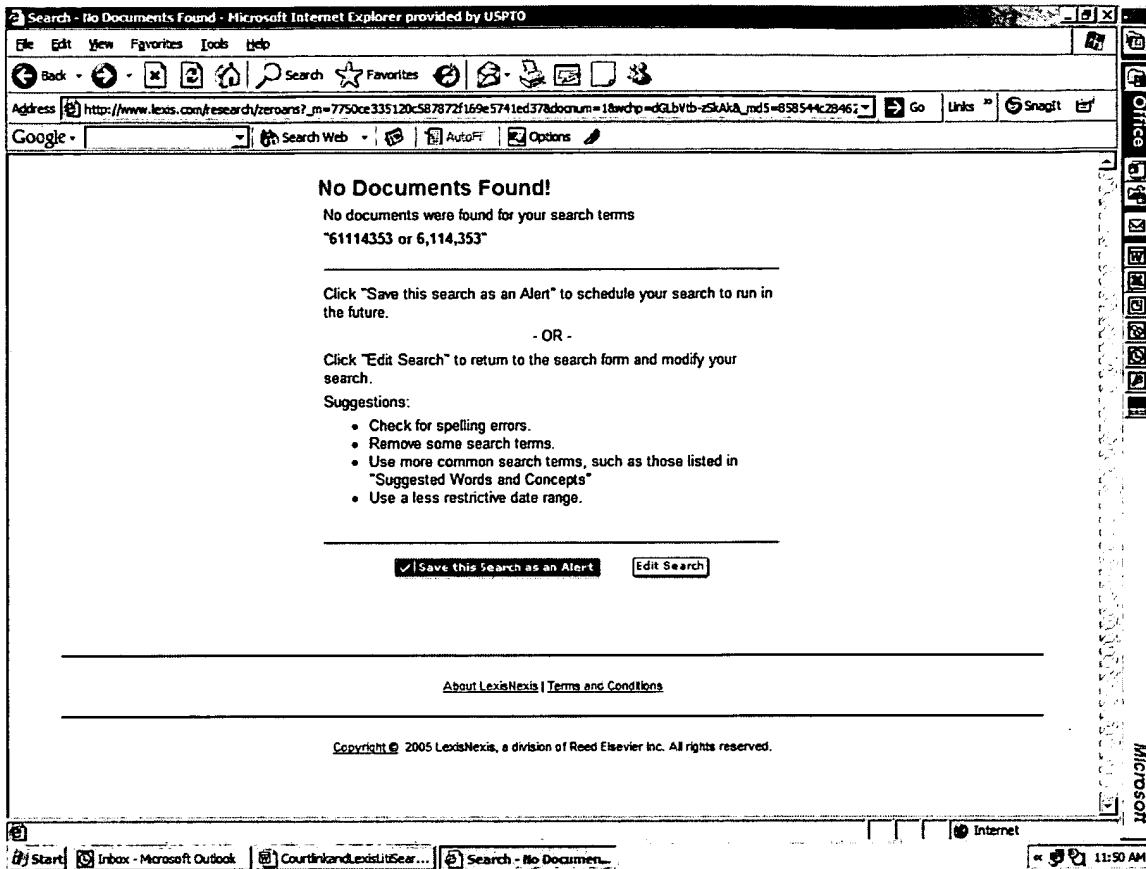 Search - No Documents Found - Microsoft Internet Explorer provided by USPTO
File Edit View Favorites Tools Help
Back Search Favorites
Address http://www.lexis.com/research/zeroans?_m=7750ce335120c587872f169e5741ed37&docnum=1&wchp=dGLbVtb-zSkAk&_md5=858544c28462 Go Links » SnagIt
Google Search Web AutoFill Options
Office
No Documents Found!
No documents were found for your search terms
"61114353 or 6,114,353"
Click "Save this search as an Alert" to schedule your search to run in
the future.
- OR -
Click "Edit Search" to return to the search form and modify your
search.
Suggestions:
• Check for spelling errors.
• Remove some search terms.
• Use more common search terms, such as those listed in
"Suggested Words and Concepts"
• Use a less restrictive date range.
Save this Search as an Alert Edit Search
About LexisNexis | Terms and Conditions
Copyright © 2005 LexisNexis, a division of Reed Elsevier Inc. All rights reserved.
Microsoft
Internet
Start Inbox - Microsoft Outlook CourtlinkandLexisLitiSear... Search - No Documen... « 11:50 AM